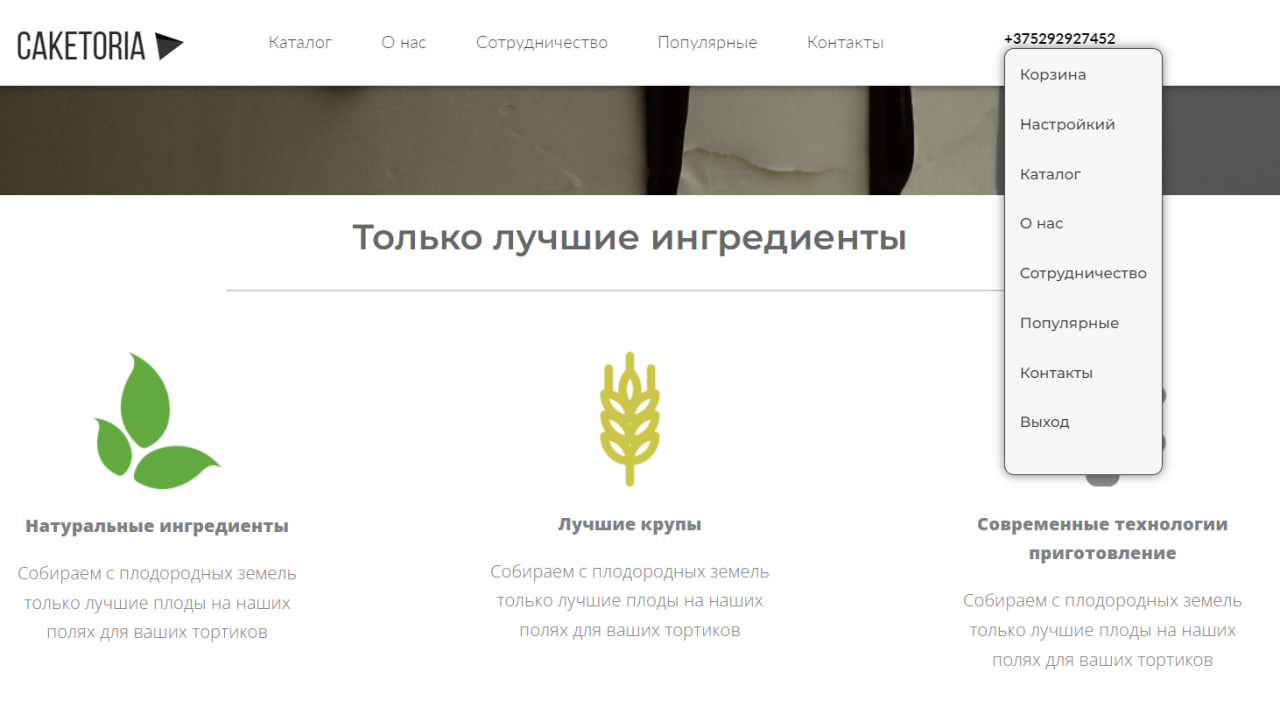 CAKETORIA
Каталог
О нас
Сотрудничество
Популярные
Контакты
+375292927452
Корзина
Настройкий
Каталог
О нас
Сотрудничество
Популярные
Контакты
Выход
Только лучшие ингредиенты
Натуральные ингредиенты
Собираем с плодородных земель
только лучшие плоды на наших
полях для ваших тортиков
Лучшие крупы
Собираем с плодородных земель
только лучшие плоды на наших
полях для ваших тортиков
Современные технологии
приготовление
Собираем с плодородных земель
только лучшие плоды на наших
полях для ваших тортиков